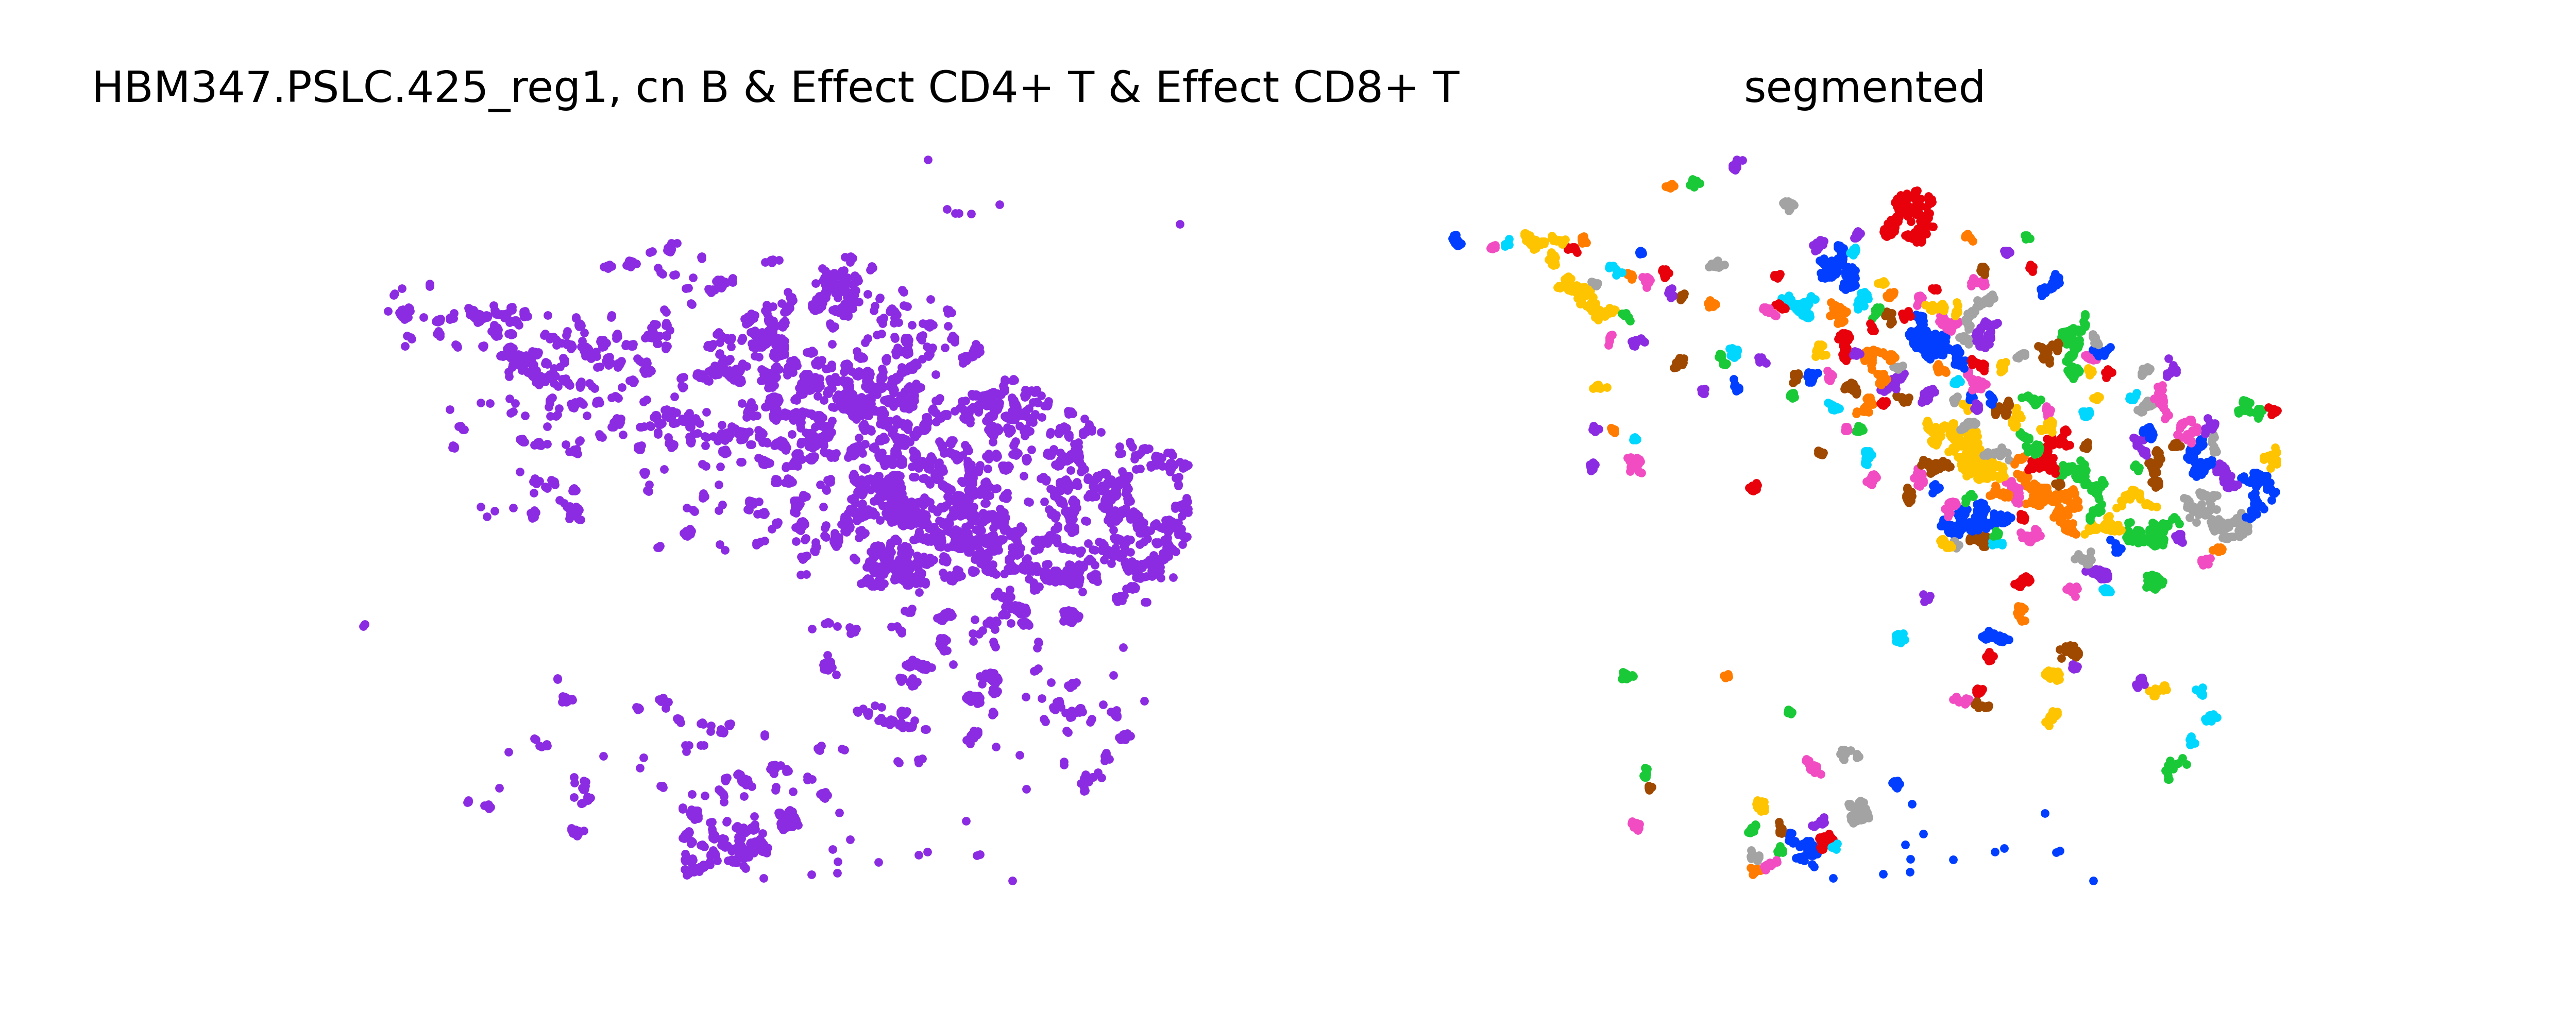 HBM347.PSLC.425_reg1, cn B & Effect CD4+ T & Effect CD8+ T
segmented